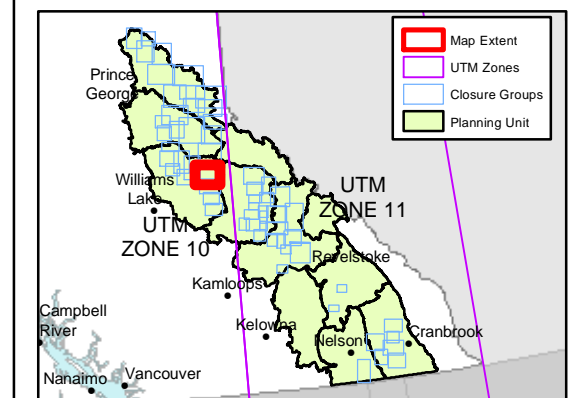 Map Extent
UTM Zones
Closure Groups
Planning Unit
Prince
George
Williams
Lake
UTM
ZONE 10
UTM
ZONE 11
Revelstoke
Kamloops
Campbell
River
Kelowna
Nelson
Cranbrook
Nanaimo
Vancouver